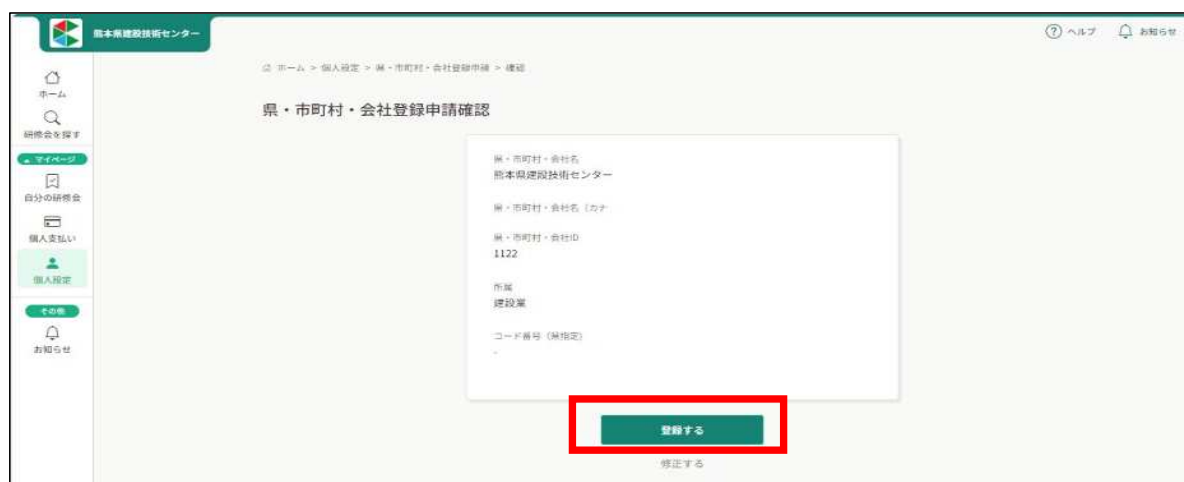 熊本県建設技術センター
ヘルプ
お知らせ
ホーム > 個人設定 > 県・市町村・会社登録申請 > 確認
県・市町村・会社登録申請確認
ホーム
研修会を探す
マイページ
自分の研修会
個人支払い
個人設定
その他
お知らせ
県・市町村・会社名
熊本県建設技術センター
県・市町村・会社名（カナ
県・市町村・会社ID
1122
所属
建設業
コード番号（県指定）
-
登録する
修正する